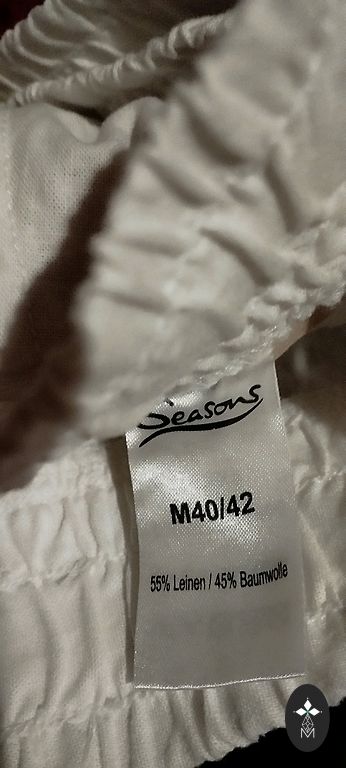 Seasons
M40/42
55% Leinen / 45% Baumwolle
M